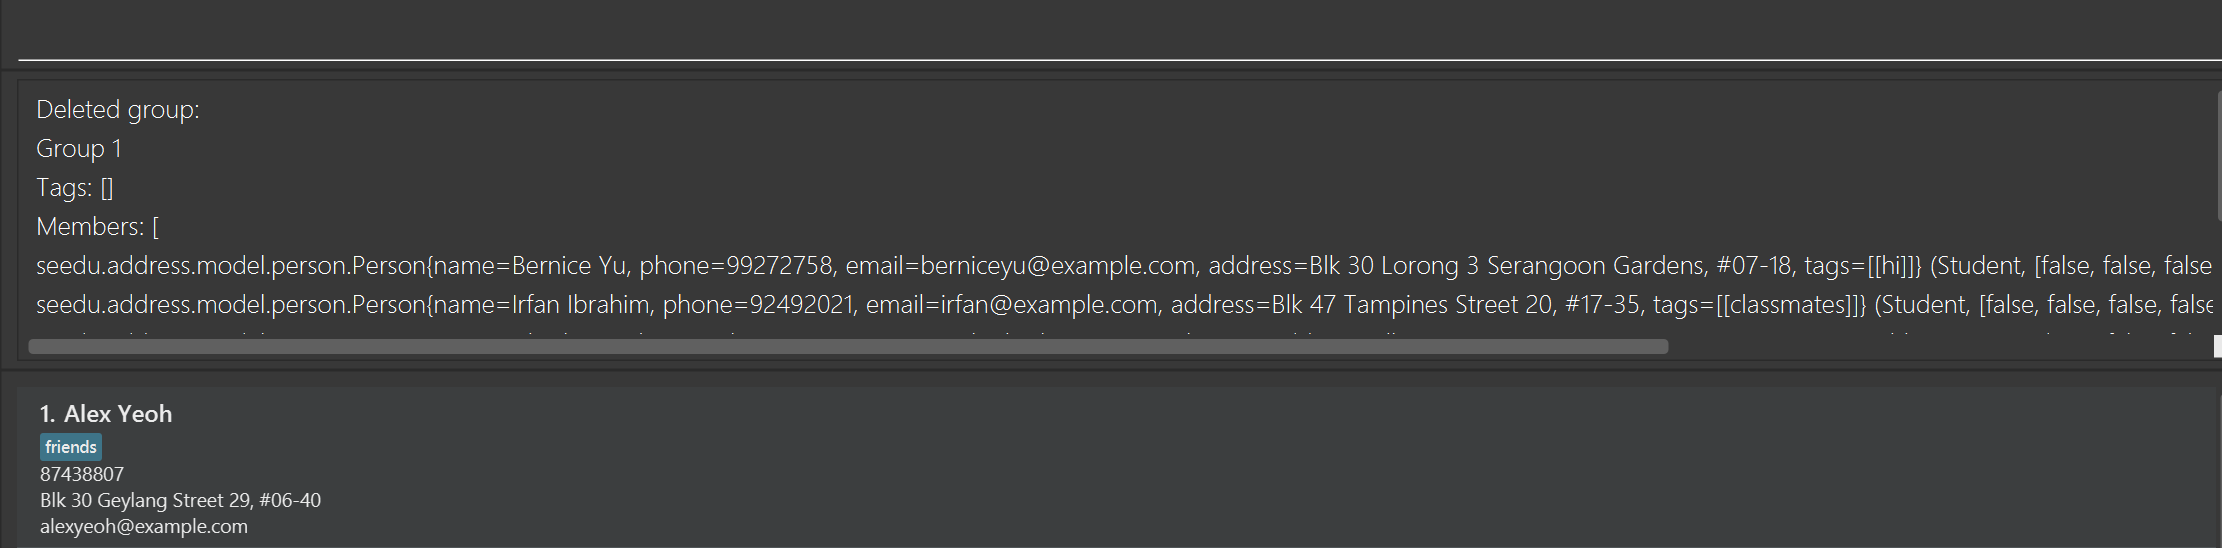 Deleted group:
Group 1
Tags: []
Members: [
seedu.address.model.person.Person{name=Bernice Yu, phone=99272758, email=berniceyu@example.com, address=Blk 30 Lorong 3 Serangoon Gardens, #07-18, tags=[[hi]]} (Student, [false, false, false
seedu.address.model.person.Person{name=Irfan Ibrahim, phone=92492021, email=irfan@example.com, address=Blk 47 Tampines Street 20, #17-35, tags=[[classmates]]} (Student, [false, false, false, false
1. Alex Yeoh
friends
87438807
Blk 30 Geylang Street 29, #06-40
alexyeoh@example.com